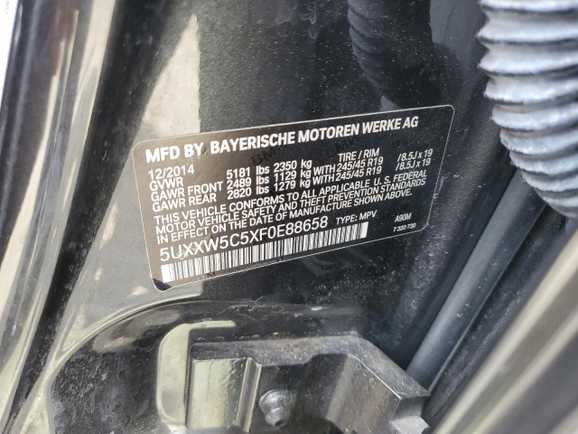 MFD BY BAYERISCHE MOTOREN WERKE AG
12/2014
GVWR 5181 lbs 2350 kg TIRE / RIM
GAWR FRONT 2489 lbs 1129 kg WITH 245/45 R19 / 8.5J x 19
GAWR REAR 2820 lbs 1279 kg WITH 245/45 R19 / 8.5J x 19
THIS VEHICLE CONFORMS TO ALL APPLICABLE
U.S. FEDERAL MOTOR VEHICLE SAFETY STANDARDS
IN EFFECT ON THE DATE OF MANUFACTURE SHOWN ABOVE.
5UXXW5C5XF0E88658 TYPE: MPV A90M
7 300 730